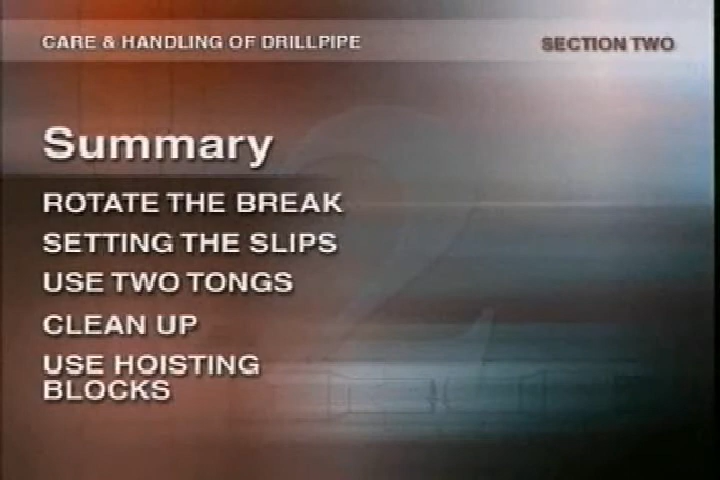 CARE & HANDLING OF DRILLPIPE
SECTION TWO
2
Summary
ROTATE THE BREAK
SETTING THE SLIPS
USE TWO TONGS
CLEAN UP
USE HOISTING
BLOCKS